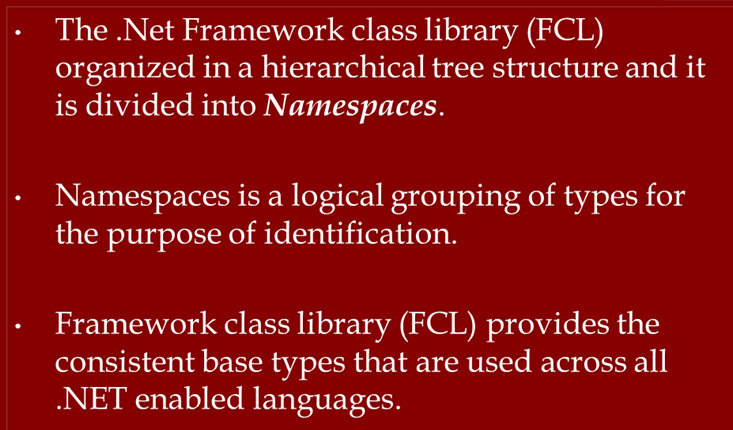 • The .Net Framework class library (FCL)
organized in a hierarchical tree structure and it
is divided into Namespaces.
• Namespaces is a logical grouping of types for
the purpose of identification.
• Framework class library (FCL) provides the
consistent base types that are used across all
.NET enabled languages.